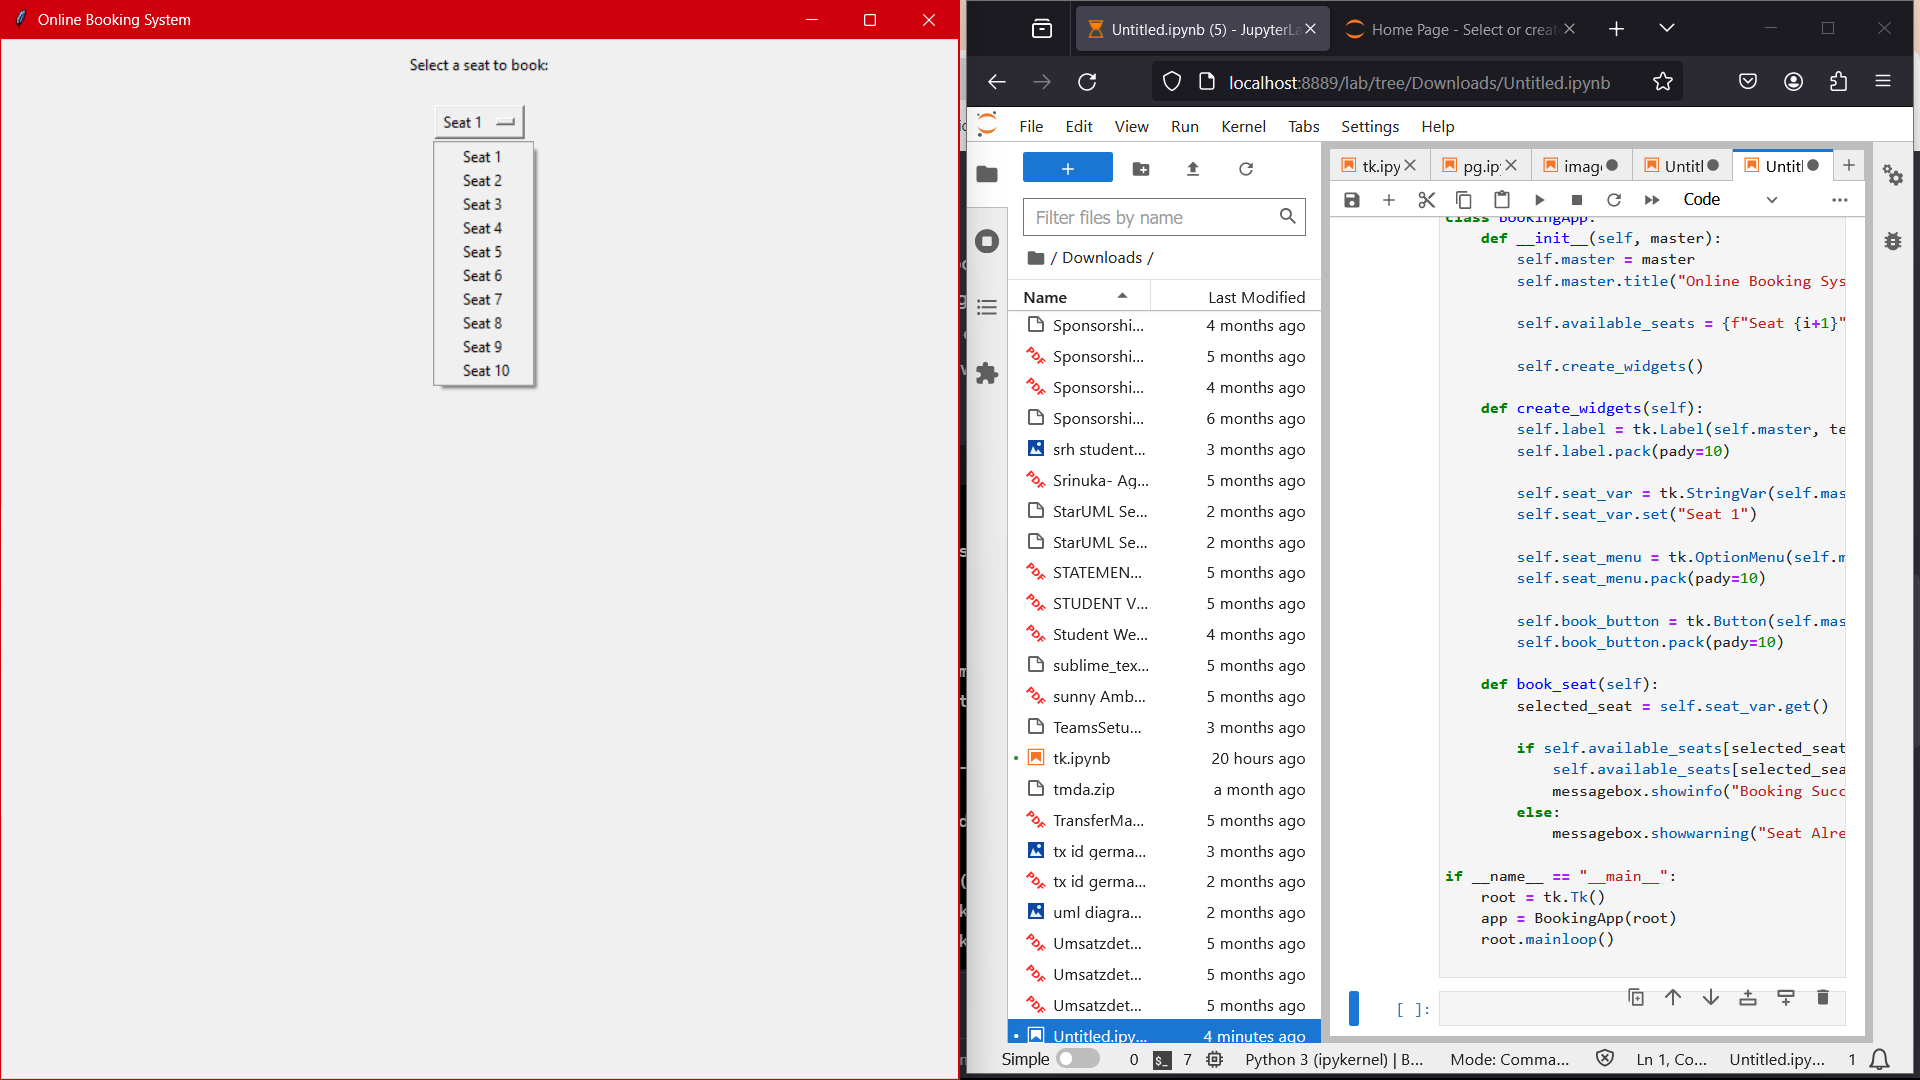 Online Booking System
Select a seat to book:
Seat 1
Seat 1
Seat 2
Seat 3
Seat 4
Seat 5
Seat 6
Seat 7
Seat 8
Seat 9
Seat 10
Untitled.ipynb (5) - JupyterLa
Home Page - Select or create
localhost:8889/lab/tree/Downloads/Untitled.ipynb
File Edit View Run Kernel Tabs Settings Help
Filter files by name
/ Downloads /
Name Last Modified
Sponsorshi... 4 months ago
Sponsorshi... 5 months ago
Sponsorshi... 4 months ago
Sponsorshi... 6 months ago
srh student... 3 months ago
Srinuka- Ag... 5 months ago
StarUML Se... 2 months ago
StarUML Se... 2 months ago
STATEMEN... 5 months ago
STUDENT V... 5 months ago
Student We... 4 months ago
sublime_tex... 5 months ago
sunny Amb... 5 months ago
TeamsSetu... 3 months ago
tk.ipynb 20 hours ago
tmda.zip a month ago
TransferMa... 5 months ago
tx id germa... 3 months ago
tx id germa... 2 months ago
uml diagra... 2 months ago
Umsatzdet... 5 months ago
Umsatzdet... 5 months ago
Umsatzdet... 5 months ago
Untitled.ipy... 4 minutes ago
tk.ipy pg.ip imag Untitl Untitl
Code
class BookingApp:
    def __init__(self, master):
        self.master = master
        self.master.title("Online Booking Sys
        self.available_seats = {f"Seat {i+1}"
        self.create_widgets()
    def create_widgets(self):
        self.label = tk.Label(self.master, te
        self.label.pack(pady=10)
        self.seat_var = tk.StringVar(self.mas
        self.seat_var.set("Seat 1")
        self.seat_menu = tk.OptionMenu(self.m
        self.seat_menu.pack(pady=10)
        self.book_button = tk.Button(self.mas
        self.book_button.pack(pady=10)
    def book_seat(self):
        selected_seat = self.seat_var.get()
        if self.available_seats[selected_seat
            self.available_seats[selected_sea
            messagebox.showinfo("Booking Succ
        else:
            messagebox.showwarning("Seat Alre
if __name__ == "__main__":
    root = tk.Tk()
    app = BookingApp(root)
    root.mainloop()
[ ]:
Simple 0 7 Python 3 (ipykernel) | B... Mode: Comma... Ln 1, Co... Untitled.ipy... 1